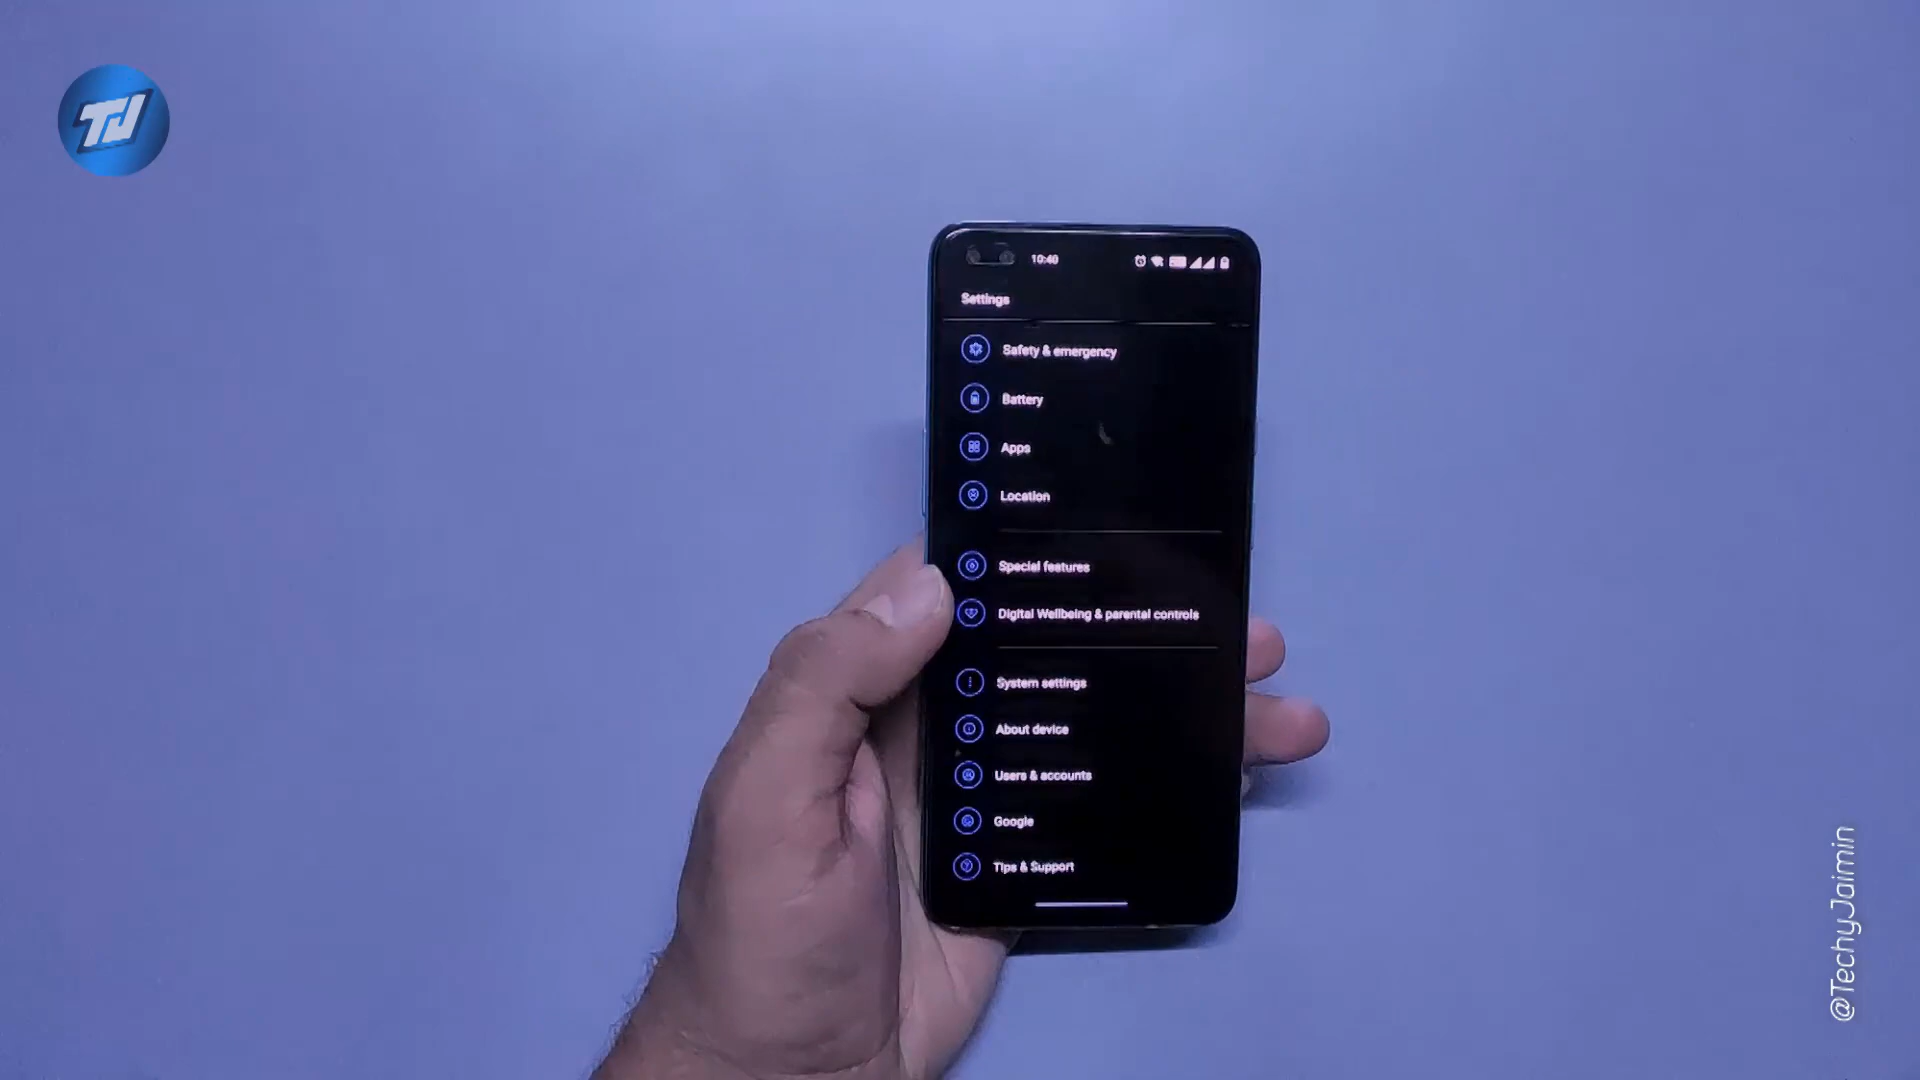 TJ
10:40
Settings
Safety & emergency
Battery
Apps
Location
Special features
Digital Wellbeing & parental controls
System settings
About device
Users & accounts
Google
Tips & Support
@TechyJaimin